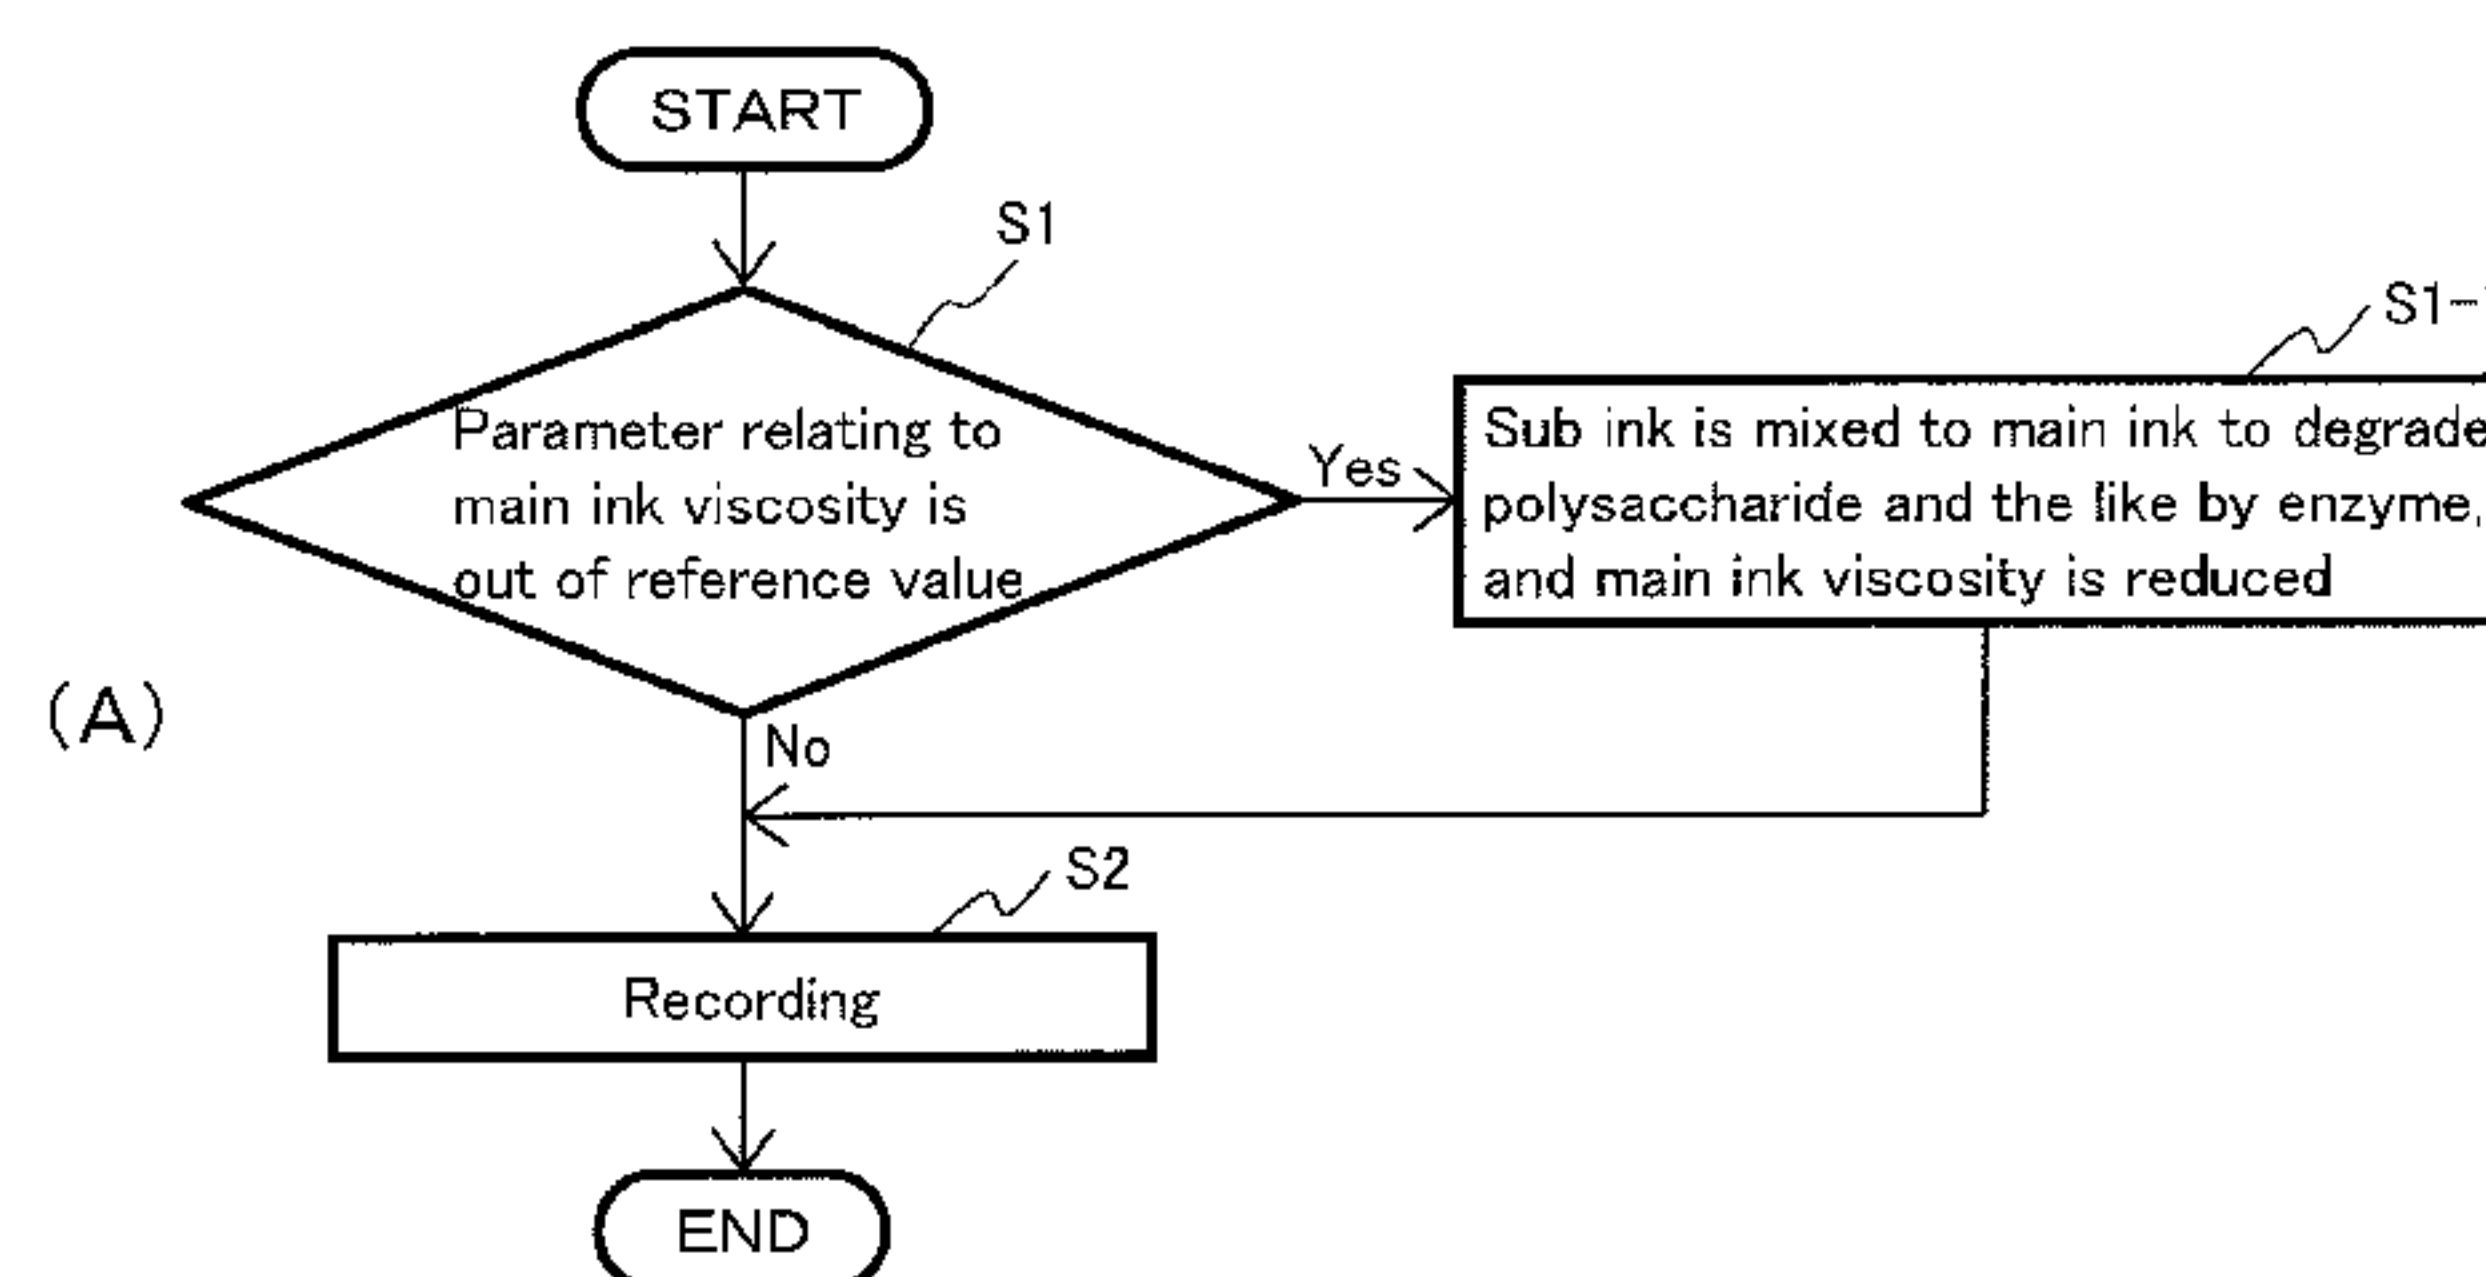 START
S1
S1-
Parameter relating to
main ink viscosity is
out of reference value
Yes
Sub ink is mixed to main ink to degrade
polysaccharide and the like by enzyme,
and main ink viscosity is reduced
(A)
No
S2
Recording
END